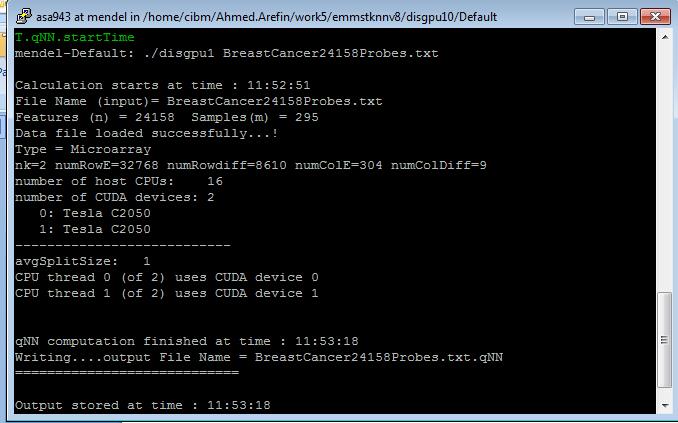 asa943 at mendel in /home/cibm/Ahmed.Arefin/work5/emmstknnv8/disgpu10/Default
T.qNN.startTime
mendel-Default: ./disgpu1 BreastCancer24158Probes.txt
Calculation starts at time : 11:52:51
File Name (input)= BreastCancer24158Probes.txt
Features (n) = 24158  Samples(m) = 295
Data file loaded successfully...!
Type = Microarray
nk=2 numRowE=32768 numRowdiff=8610 numColE=304 numColDiff=9
number of host CPUs:    16
number of CUDA devices: 2
   0: Tesla C2050
   1: Tesla C2050
---------------------------
avgSplitSize:   1
CPU thread 0 (of 2) uses CUDA device 0
CPU thread 1 (of 2) uses CUDA device 1
qNN computation finished at time : 11:53:18
Writing....output File Name = BreastCancer24158Probes.txt.qNN
============================
Output stored at time : 11:53:18